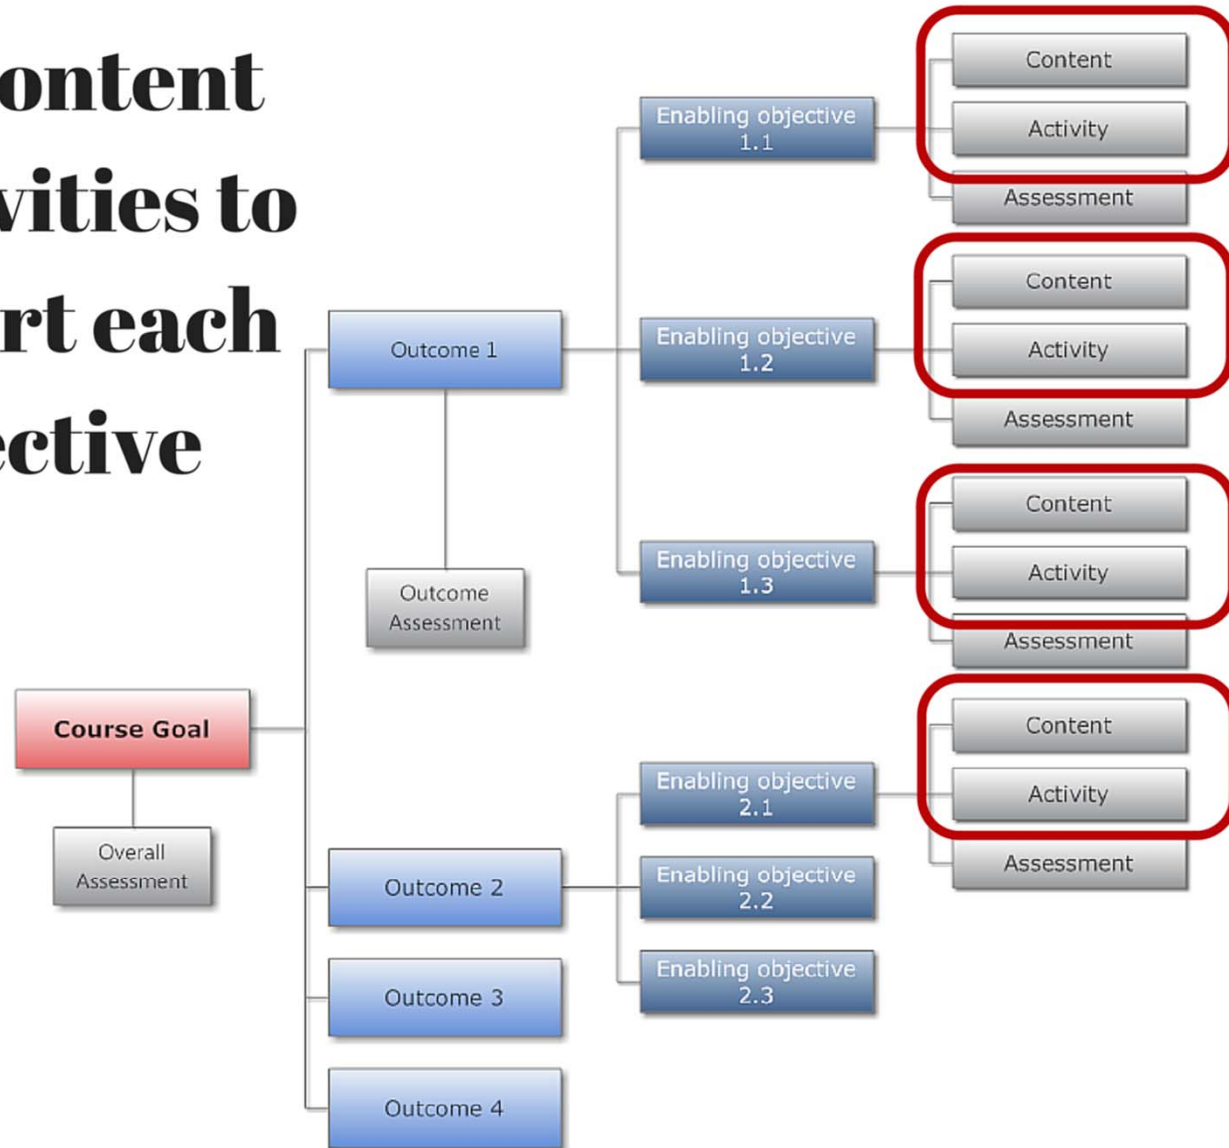 ontent
vities to
rt each
ective
Content
Enabling objective
1.1
Activity
Assessment
Content
Outcome 1
Enabling objective
1.2
Activity
Assessment
Content
Enabling objective
1.3
Activity
Outcome
Assessment
Assessment
Course Goal
Overall
Assessment
Content
Enabling objective
2.1
Activity
Assessment
Outcome 2
Enabling objective
2.2
Enabling objective
2.3
Outcome 3
Outcome 4